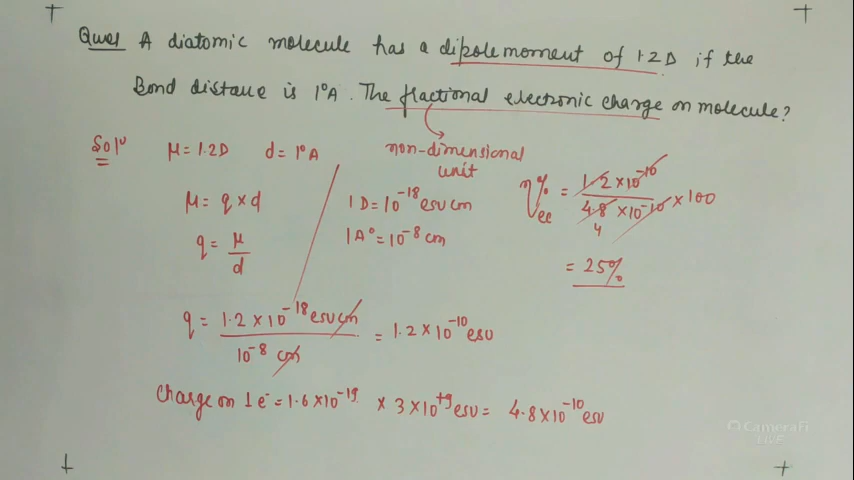 Ques A diatomic molecule has a dipole moment of 1.2D if the
Bond distance is 1°A. The fractional electronic charge on molecule?
Solⁿ μ = 1.2D d = 1°A
non-dimensional
unit
μ = q × d
q = μ/d
1D = 10⁻¹⁸ esu cm
1A° = 10⁻⁸ cm
η% = 1.2 × 10⁻¹⁰ / 4.8 × 10⁻¹⁰ × 100
4
= 25%
q = 1.2 × 10⁻¹⁸ esu cm / 10⁻⁸ cm = 1.2 × 10⁻¹⁰ esu
Charge on 1 e⁻ = 1.6 × 10⁻¹⁹ × 3 × 10⁺⁹ esu = 4.8 × 10⁻¹⁰ esu
CameraFi
LIVE